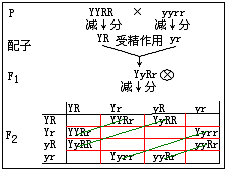 P YYRR × yyrr
减↓分 减↓分
配子 YR 受精作用 yr
F₁ YyRr ⊗
减↓分
YR Yr yR yr
YR YYRr YyRR
Yr YYRr Yyrr
F₂ yR YyRR yyRr
yr Yyrr yyRr